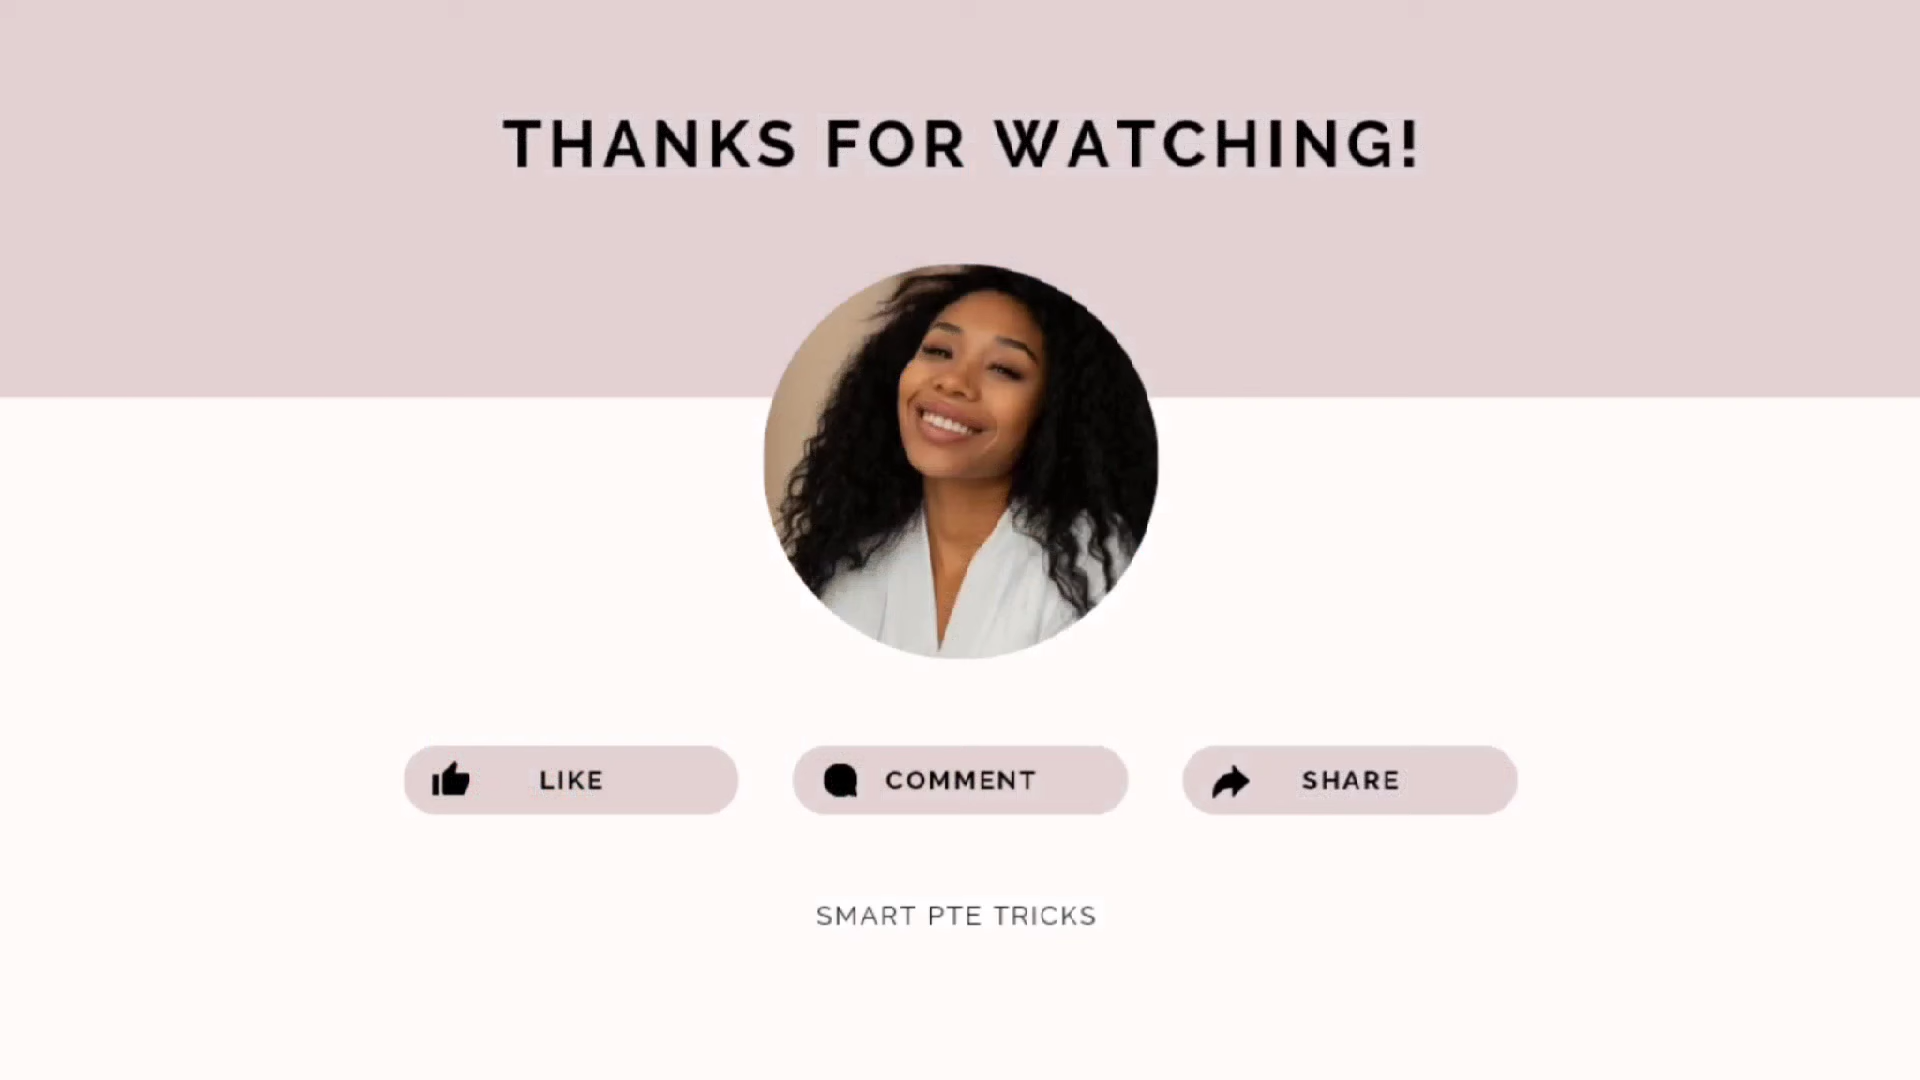 THANKS FOR WATCHING!
LIKE
COMMENT
SHARE
SMART PTE TRICKS